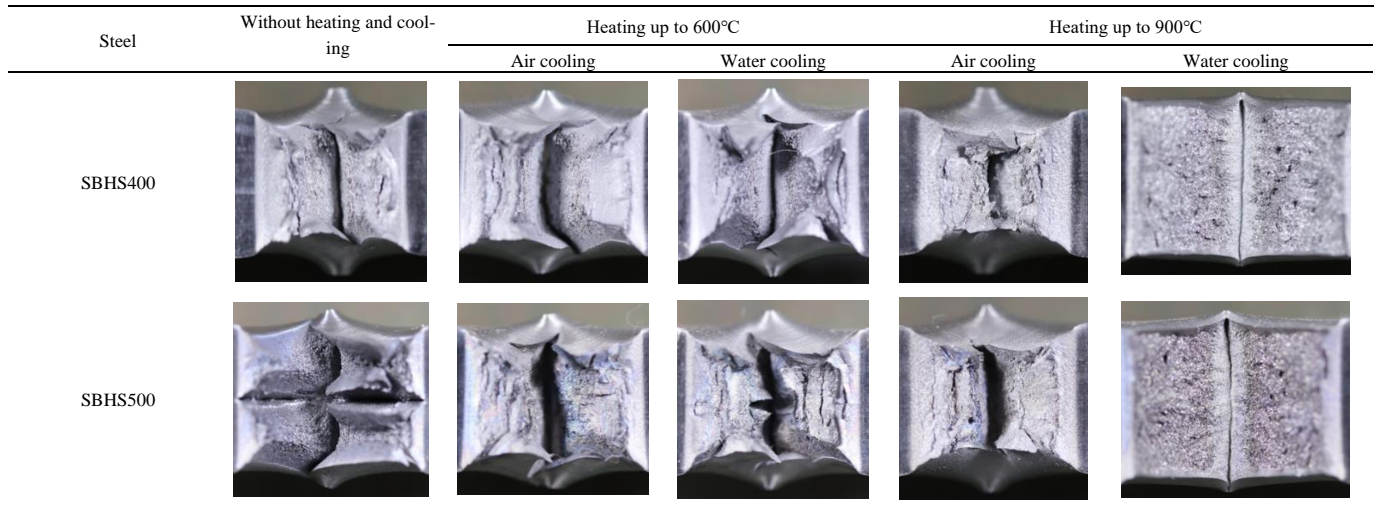 Steel
Without heating and cool-
ing
Heating up to 600℃
Heating up to 900℃
Air cooling
Water cooling
Air cooling
Water cooling
SBHS400
SBHS500